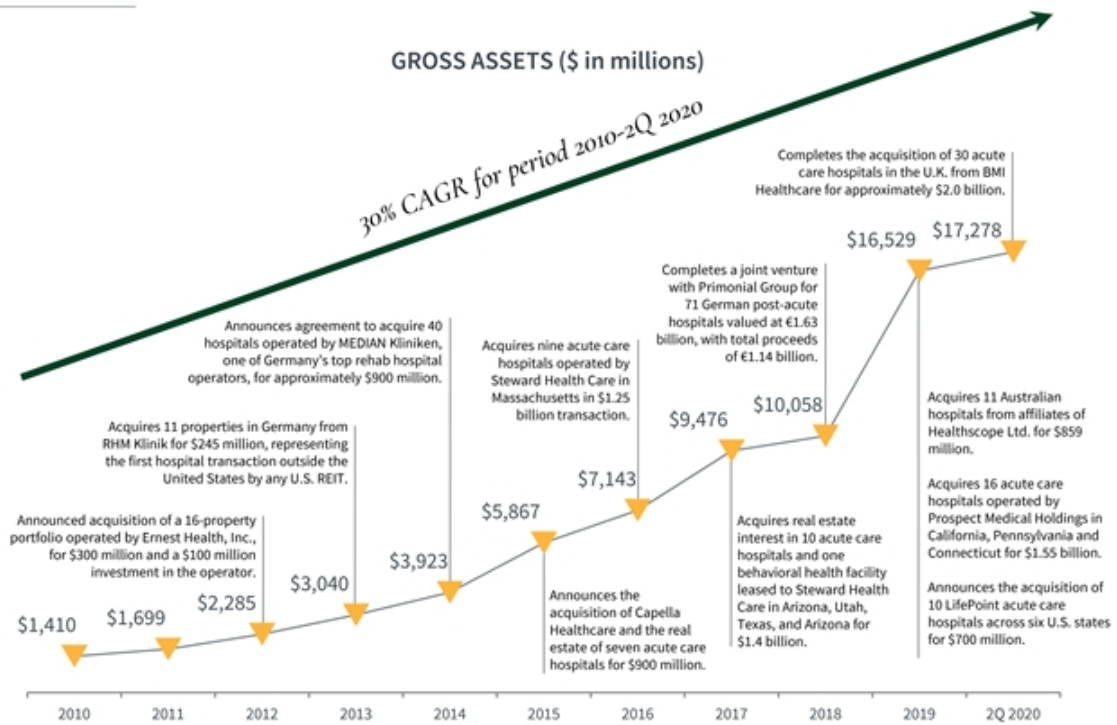 GROSS ASSETS ($ in millions)
30% CAGR for period 2010-2Q 2020
Completes the acquisition of 30 acute
care hospitals in the U.K. from BMI
Healthcare for approximately $2.0 billion.
$16,529
$17,278
Completes a joint venture
with Primonial Group for
71 German post-acute
hospitals valued at €1.63
billion, with total proceeds
of €1.14 billion.
Announces agreement to acquire 40
hospitals operated by MEDIAN Kliniken,
one of Germany's top rehab hospital
operators, for approximately $900 million.
Acquires nine acute care
hospitals operated by
Steward Health Care in
Massachusetts in $1.25
billion transaction.
$9,476
$10,058
Acquires 11 Australian
hospitals from affiliates of
Healthscope Ltd. for $859
million.
Acquires 11 properties in Germany from
RHM Klinik for $245 million, representing
the first hospital transaction outside the
United States by any U.S. REIT.
$7,143
Acquires 16 acute care
hospitals operated by
Prospect Medical Holdings in
California, Pennsylvania and
Connecticut for $1.55 billion.
$5,867
Announced acquisition of a 16-property
portfolio operated by Ernest Health, Inc.,
for $300 million and a $100 million
investment in the operator.
Acquires real estate
interest in 10 acute care
hospitals and one
behavioral health facility
leased to Steward Health
Care in Arizona, Utah,
Texas, and Arizona for
$1.4 billion.
$3,923
$3,040
$2,285
$1,699
$1,410
Announces the
acquisition of Capella
Healthcare and the real
estate of seven acute care
hospitals for $900 million.
Announces the acquisition of
10 LifePoint acute care
hospitals across six U.S. states
for $700 million.
2010 2011 2012 2013 2014 2015 2016 2017 2018 2019 2Q 2020